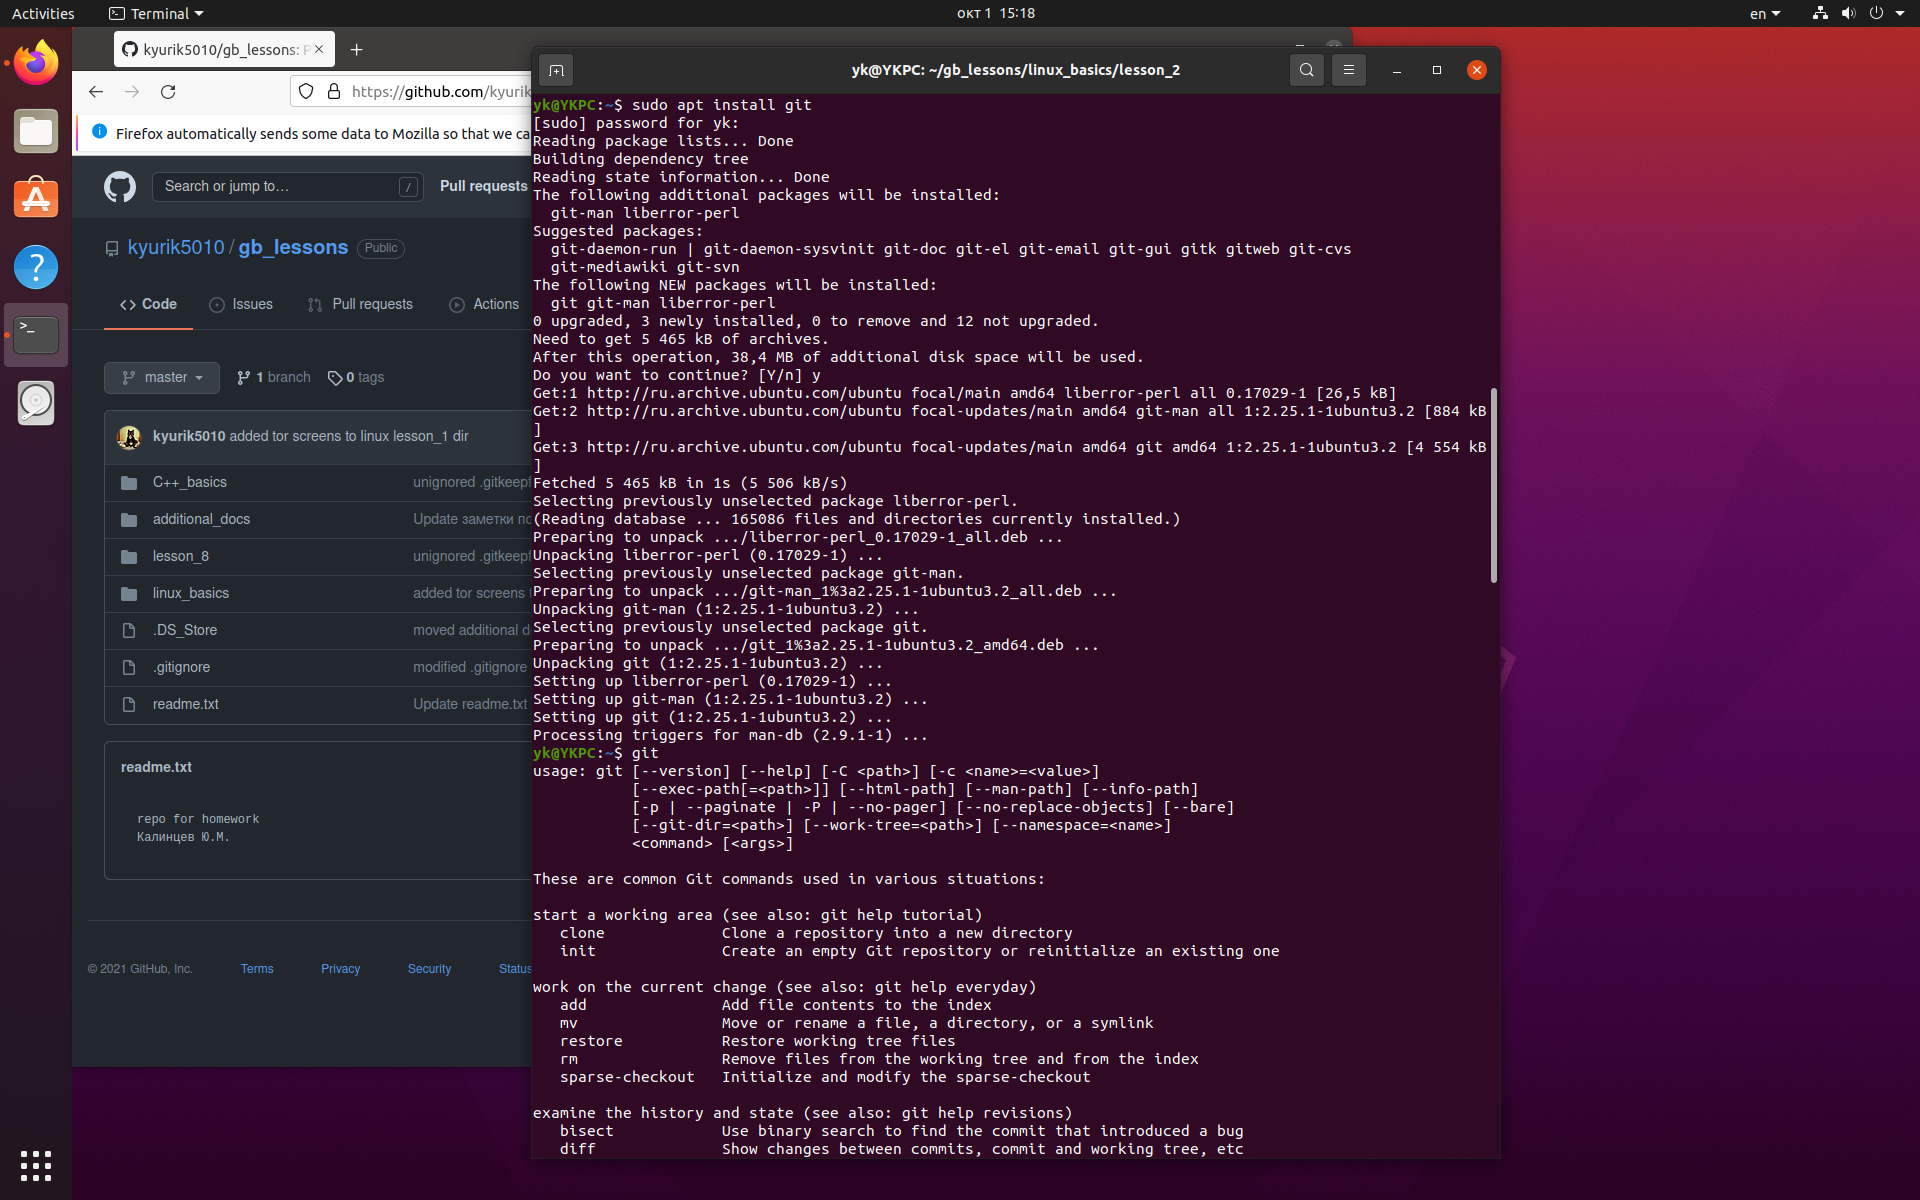 Activities
Terminal
окт 1 15:18
en
kyurik5010/gb_lessons:
https://github.com/kyurik
Firefox automatically sends some data to Mozilla so that we ca
Search or jump to… /
Pull requests
kyurik5010 / gb_lessons Public
Code Issues Pull requests Actions
master 1 branch 0 tags
kyurik5010 added tor screens to linux lesson_1 dir
C++_basics unignored .gitkeepf
additional_docs Update заметки по
lesson_8 unignored .gitkeepf
linux_basics added tor screens
.DS_Store moved additional d
.gitignore modified .gitignore
readme.txt Update readme.txt
readme.txt
repo for homework
Калинцев Ю.М.
© 2021 GitHub, Inc. Terms Privacy Security Status
yk@YKPC: ~/gb_lessons/linux_basics/lesson_2
yk@YKPC:~$ sudo apt install git
[sudo] password for yk:
Reading package lists... Done
Building dependency tree
Reading state information... Done
The following additional packages will be installed:
  git-man liberror-perl
Suggested packages:
  git-daemon-run | git-daemon-sysvinit git-doc git-el git-email git-gui gitk gitweb git-cvs
  git-mediawiki git-svn
The following NEW packages will be installed:
  git git-man liberror-perl
0 upgraded, 3 newly installed, 0 to remove and 12 not upgraded.
Need to get 5 465 kB of archives.
After this operation, 38,4 MB of additional disk space will be used.
Do you want to continue? [Y/n] y
Get:1 http://ru.archive.ubuntu.com/ubuntu focal/main amd64 liberror-perl all 0.17029-1 [26,5 kB]
Get:2 http://ru.archive.ubuntu.com/ubuntu focal-updates/main amd64 git-man all 1:2.25.1-1ubuntu3.2 [884 kB
]
Get:3 http://ru.archive.ubuntu.com/ubuntu focal-updates/main amd64 git amd64 1:2.25.1-1ubuntu3.2 [4 554 kB
]
Fetched 5 465 kB in 1s (5 506 kB/s)
Selecting previously unselected package liberror-perl.
(Reading database ... 165086 files and directories currently installed.)
Preparing to unpack .../liberror-perl_0.17029-1_all.deb ...
Unpacking liberror-perl (0.17029-1) ...
Selecting previously unselected package git-man.
Preparing to unpack .../git-man_1%3a2.25.1-1ubuntu3.2_all.deb ...
Unpacking git-man (1:2.25.1-1ubuntu3.2) ...
Selecting previously unselected package git.
Preparing to unpack .../git_1%3a2.25.1-1ubuntu3.2_amd64.deb ...
Unpacking git (1:2.25.1-1ubuntu3.2) ...
Setting up liberror-perl (0.17029-1) ...
Setting up git-man (1:2.25.1-1ubuntu3.2) ...
Setting up git (1:2.25.1-1ubuntu3.2) ...
Processing triggers for man-db (2.9.1-1) ...
yk@YKPC:~$ git
usage: git [--version] [--help] [-C <path>] [-c <name>=<value>]
           [--exec-path[=<path>]] [--html-path] [--man-path] [--info-path]
           [-p | --paginate | -P | --no-pager] [--no-replace-objects] [--bare]
           [--git-dir=<path>] [--work-tree=<path>] [--namespace=<name>]
           <command> [<args>]
These are common Git commands used in various situations:
start a working area (see also: git help tutorial)
   clone             Clone a repository into a new directory
   init              Create an empty Git repository or reinitialize an existing one
work on the current change (see also: git help everyday)
   add               Add file contents to the index
   mv                Move or rename a file, a directory, or a symlink
   restore           Restore working tree files
   rm                Remove files from the working tree and from the index
   sparse-checkout   Initialize and modify the sparse-checkout
examine the history and state (see also: git help revisions)
   bisect            Use binary search to find the commit that introduced a bug
   diff              Show changes between commits, commit and working tree, etc